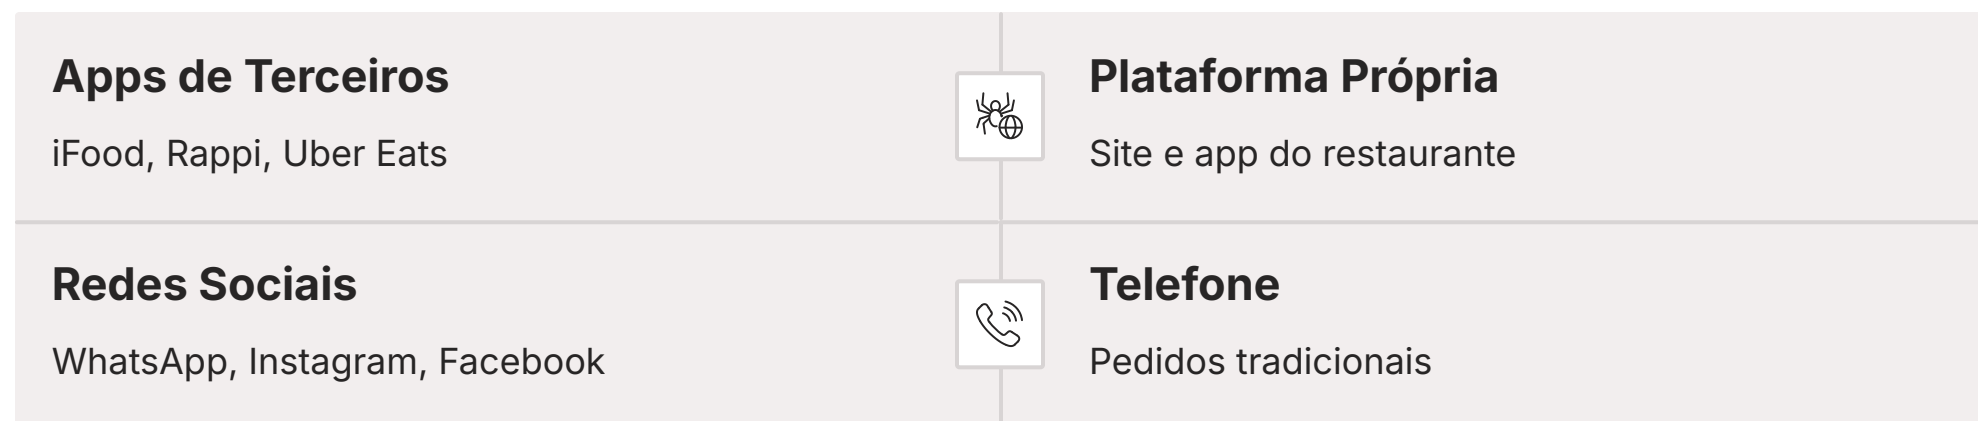 Apps de Terceiros
iFood, Rappi, Uber Eats
Plataforma Própria
Site e app do restaurante
Redes Sociais
WhatsApp, Instagram, Facebook
Telefone
Pedidos tradicionais